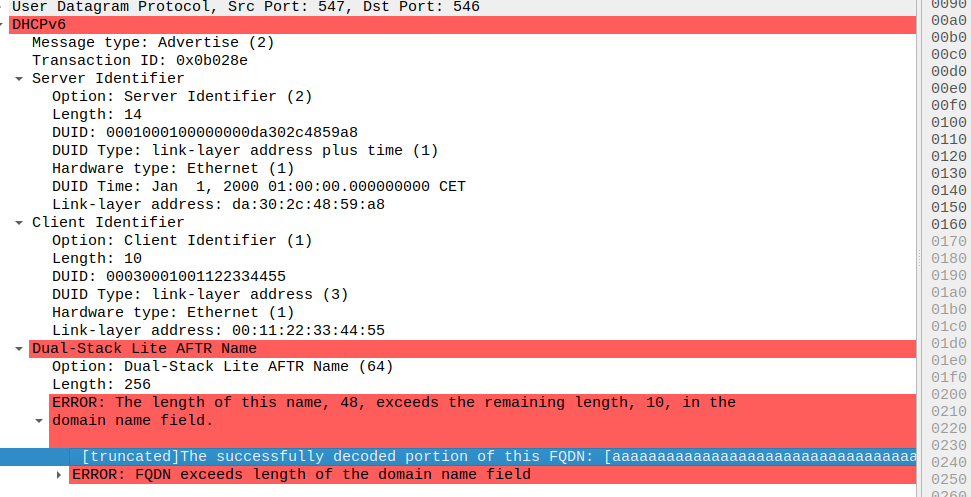 User Datagram Protocol, Src Port: 547, Dst Port: 546
DHCPv6
Message type: Advertise (2)
Transaction ID: 0x0b028e
Server Identifier
Option: Server Identifier (2)
Length: 14
DUID: 0001000100000000da302c4859a8
DUID Type: link-layer address plus time (1)
Hardware type: Ethernet (1)
DUID Time: Jan  1, 2000 01:00:00.000000000 CET
Link-layer address: da:30:2c:48:59:a8
Client Identifier
Option: Client Identifier (1)
Length: 10
DUID: 00030001001122334455
DUID Type: link-layer address (3)
Hardware type: Ethernet (1)
Link-layer address: 00:11:22:33:44:55
Dual-Stack Lite AFTR Name
Option: Dual-Stack Lite AFTR Name (64)
Length: 256
ERROR: The length of this name, 48, exceeds the remaining length, 10, in the
domain name field.
[truncated]The successfully decoded portion of this FQDN: [aaaaaaaaaaaaaaaaaaaaaaaaaaaaaaaaaa
ERROR: FQDN exceeds length of the domain name field
0090
00a0
00b0
00c0
00d0
00e0
00f0
0100
0110
0120
0130
0140
0150
0160
0170
0180
0190
01a0
01b0
01c0
01d0
01e0
01f0
0200
0210
0220
0230
0240
0250
0260